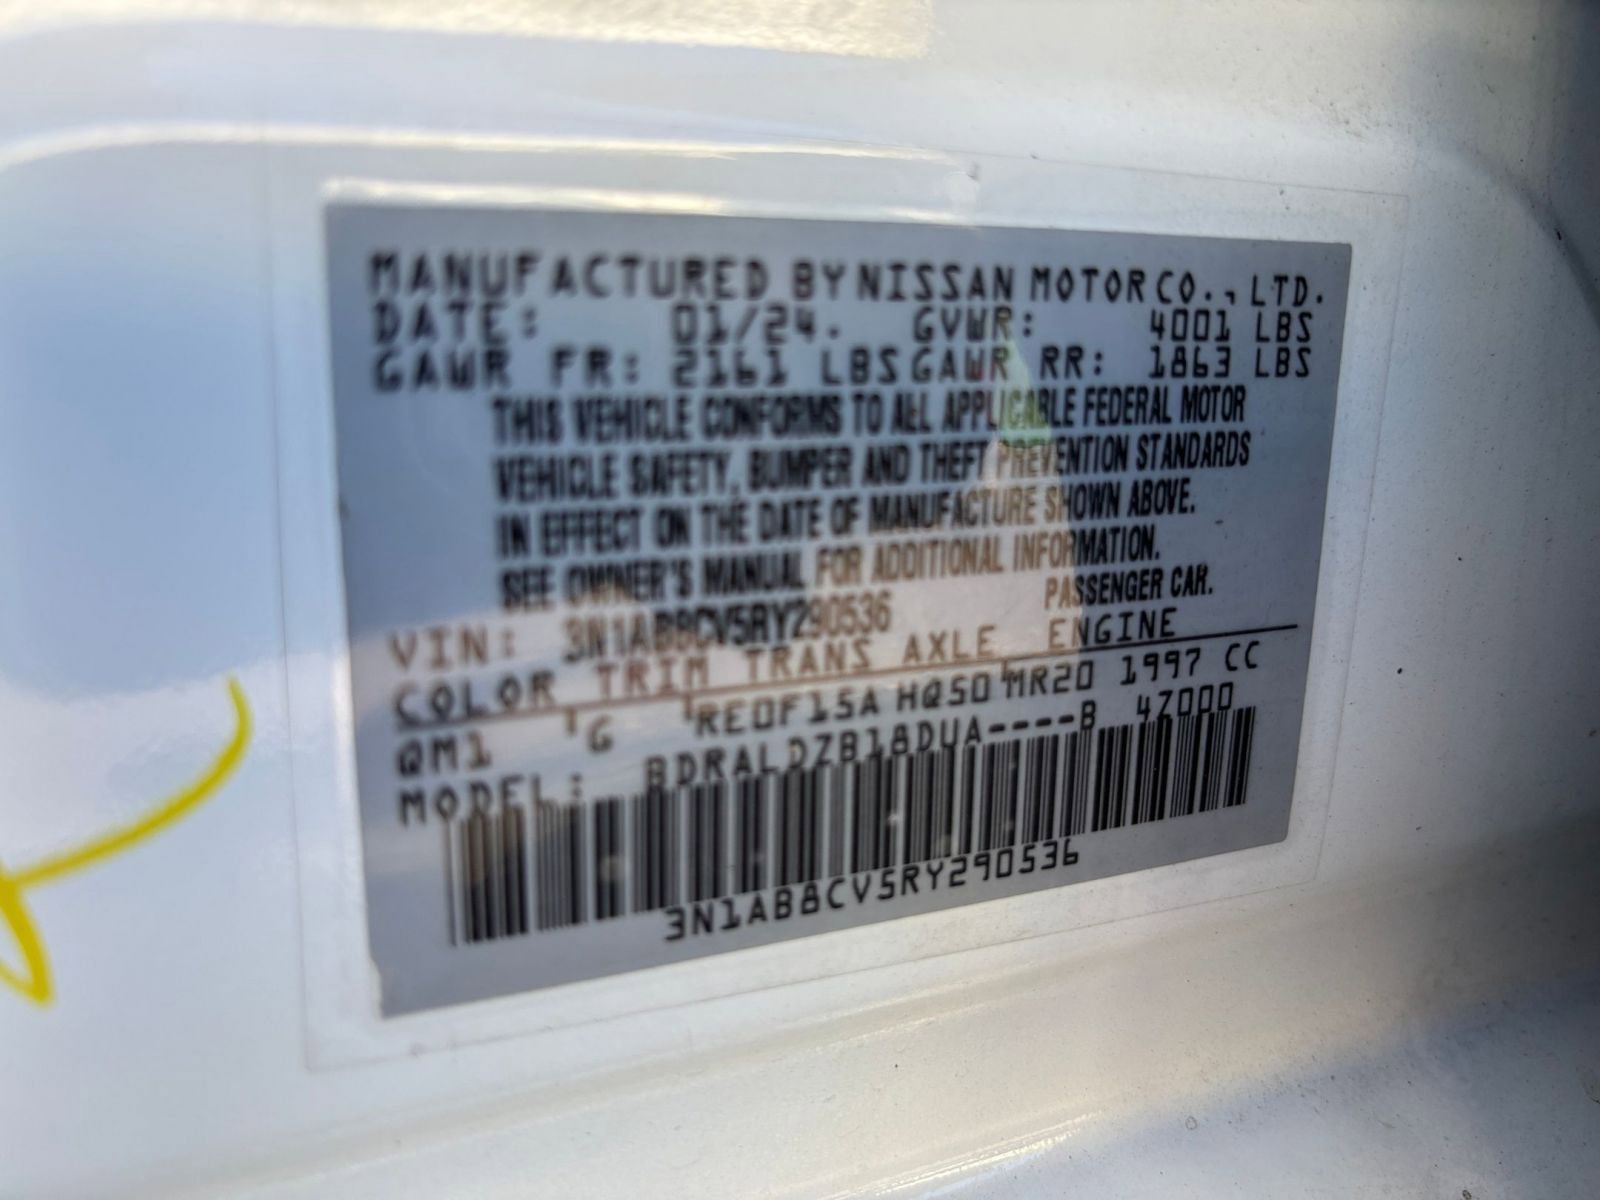 MANUFACTURED BY NISSAN MOTOR CO., LTD.
DATE: 01/24. GVWR: 4001 LBS
GAWR FR: 2161 LBS GAWR RR: 1863 LBS
THIS VEHICLE CONFORMS TO ALL APPLICABLE FEDERAL MOTOR
VEHICLE SAFETY, BUMPER AND THEFT PREVENTION STANDARDS
IN EFFECT ON THE DATE OF MANUFACTURE SHOWN ABOVE.
SEE OWNER'S MANUAL FOR ADDITIONAL INFORMATION.
VIN: 3N1AB8CV5RY290536 PASSENGER CAR.
COLOR TRIM TRANS AXLE ENGINE
QM1 G RE0F15A HQ50 MR20 1997 CC
MODEL: BDRALDZB18DUA----B 4Z000
3N1AB8CV5RY290536